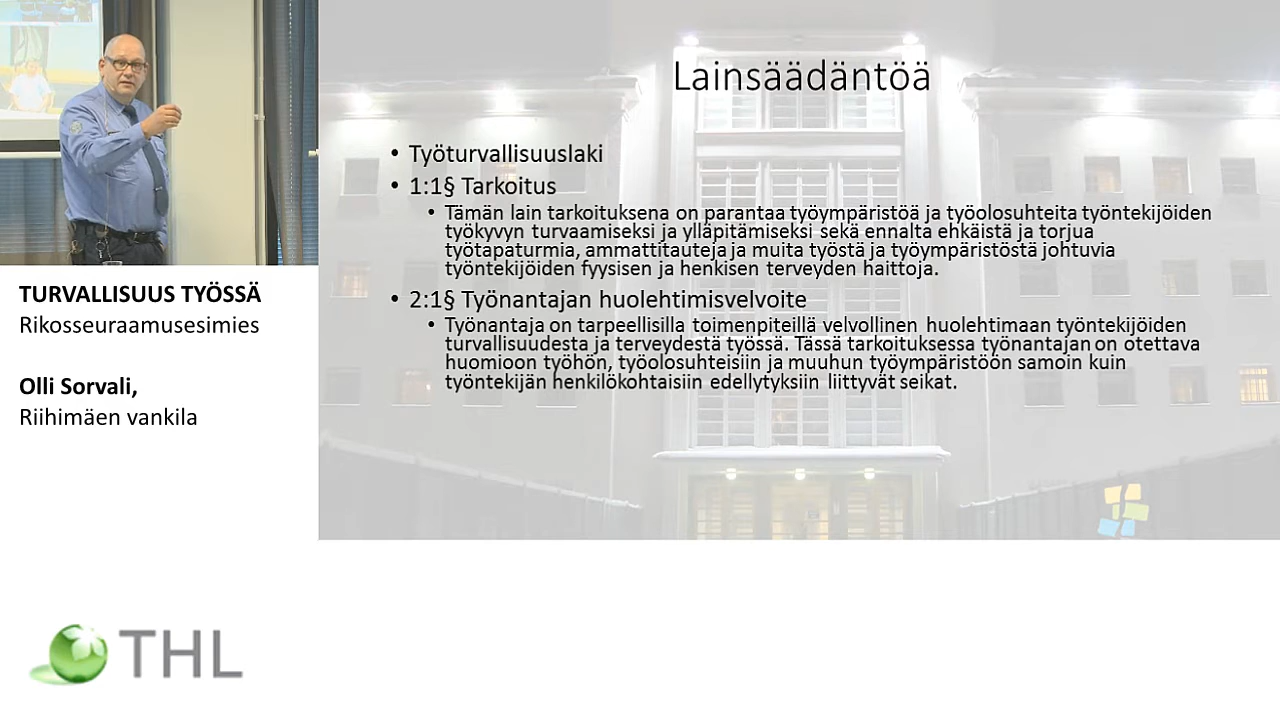 TURVALLISUUS TYÖSSÄ
Rikosseuraamusesimies
Olli Sorvali,
Riihimäen vankila
THL
Lainsäädäntöä
• Työturvallisuuslaki
• 1:1§ Tarkoitus
• Tämän lain tarkoituksena on parantaa työympäristöä ja työolosuhteita työntekijöiden
työkyvyn turvaamiseksi ja ylläpitämiseksi sekä ennalta ehkäistä ja torjua
työtapaturmia, ammattitauteja ja muita työstä ja työympäristöstä johtuvia
työntekijöiden fyysisen ja henkisen terveyden haittoja.
• 2:1§ Työnantajan huolehtimisvelvoite
• Työnantaja on tarpeellisilla toimenpiteillä velvollinen huolehtimaan työntekijöiden
turvallisuudesta ja terveydestä työssä. Tässä tarkoituksessa työnantajan on otettava
huomioon työhön, työolosuhteisiin ja muuhun työympäristöön samoin kuin
työntekijän henkilökohtaisiin edellytyksiin liittyvät seikat.